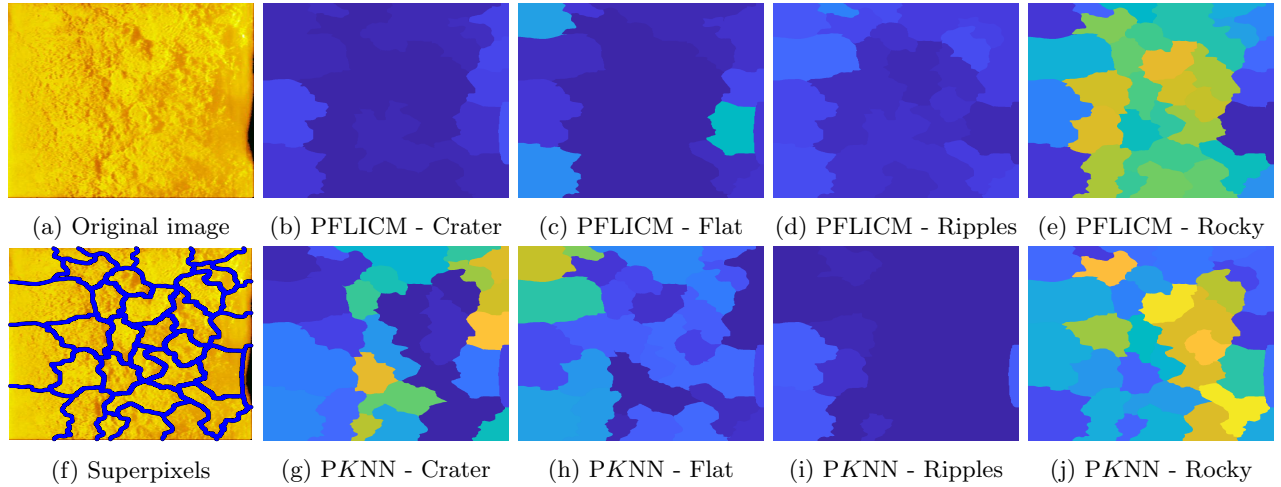 (a) Original image
(b) PFLICM - Crater
(c) PFLICM - Flat
(d) PFLICM - Ripples
(e) PFLICM - Rocky
(f) Superpixels
(g) PKNN - Crater
(h) PKNN - Flat
(i) PKNN - Ripples
(j) PKNN - Rocky